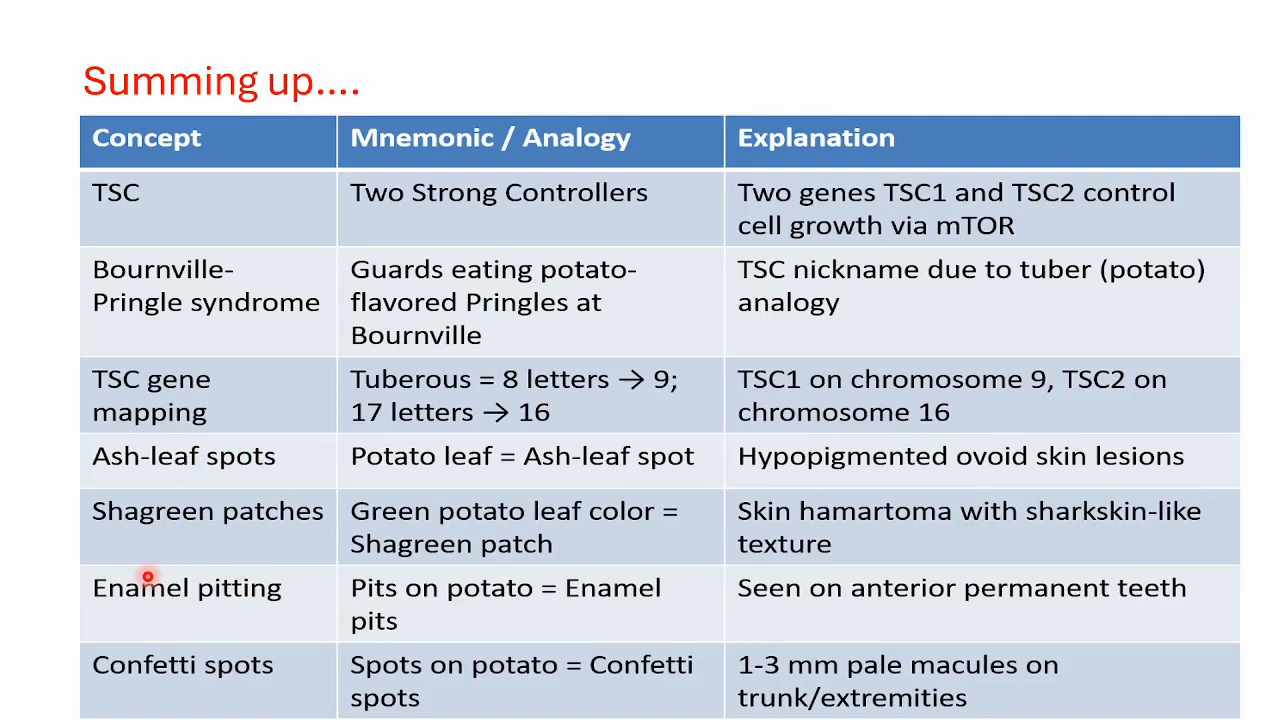 Summing up....
Concept
Mnemonic / Analogy
Explanation
TSC
Two Strong Controllers
Two genes TSC1 and TSC2 control
cell growth via mTOR
Bournville-
Pringle syndrome
Guards eating potato-
flavored Pringles at
Bournville
TSC nickname due to tuber (potato)
analogy
TSC gene
mapping
Tuberous = 8 letters → 9;
17 letters → 16
TSC1 on chromosome 9, TSC2 on
chromosome 16
Ash-leaf spots
Potato leaf = Ash-leaf spot
Hypopigmented ovoid skin lesions
Shagreen patches
Green potato leaf color =
Shagreen patch
Skin hamartoma with sharkskin-like
texture
Enamel pitting
Pits on potato = Enamel
pits
Seen on anterior permanent teeth
Confetti spots
Spots on potato = Confetti
spots
1-3 mm pale macules on
trunk/extremities